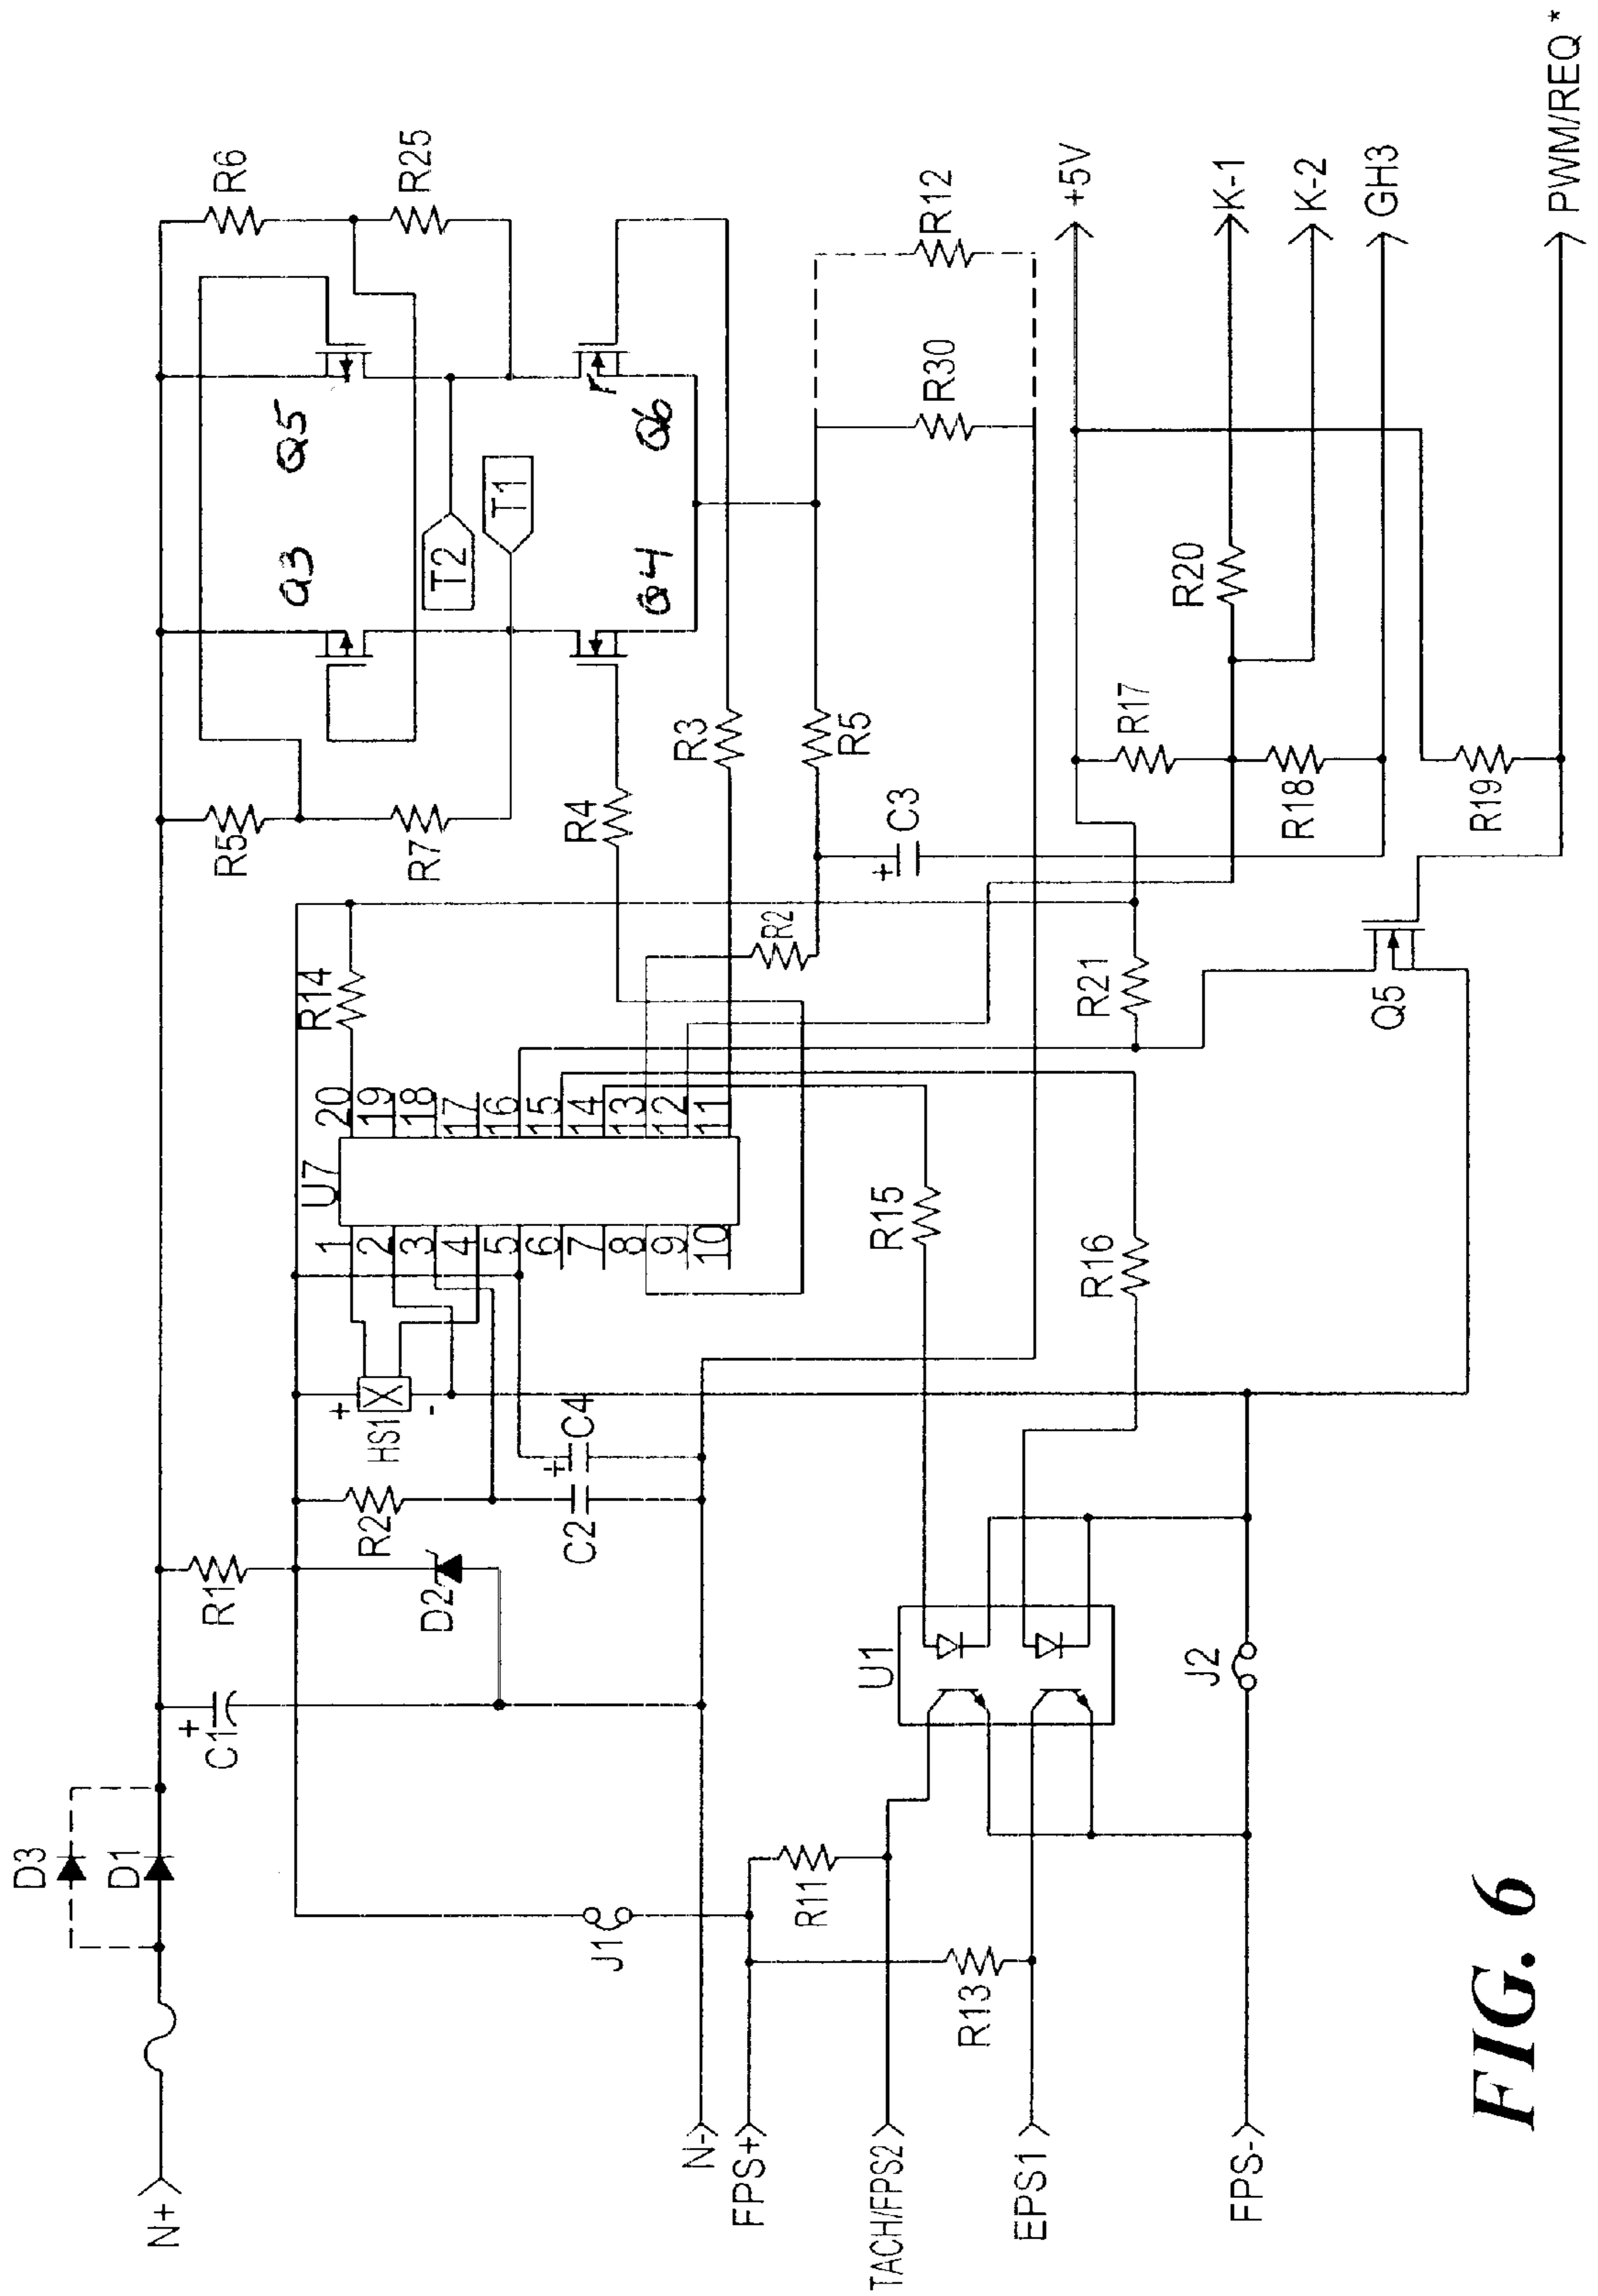 N+
D3
D1
C1
+
R1
R2
D2
HS1
+
-
C2
C4
+
U7
1
2
3
4
5
6
7
8
9
10
20
19
18
17
16
15
14
13
12
11
R14
R5
R7
R4
R3
R6
R25
Q3
Q5
Q4
Q6
T2
T1
R2
R5
C3
+
R30
R12
J1
R11
R13
U1
R15
R16
J2
R21
Q5
R17
R18
R19
R20
+5V
K-1
K-2
GH3
PWM/REQ *
N-
FPS+
TACH/FPS2
EPS1
FPS-
FIG. 6